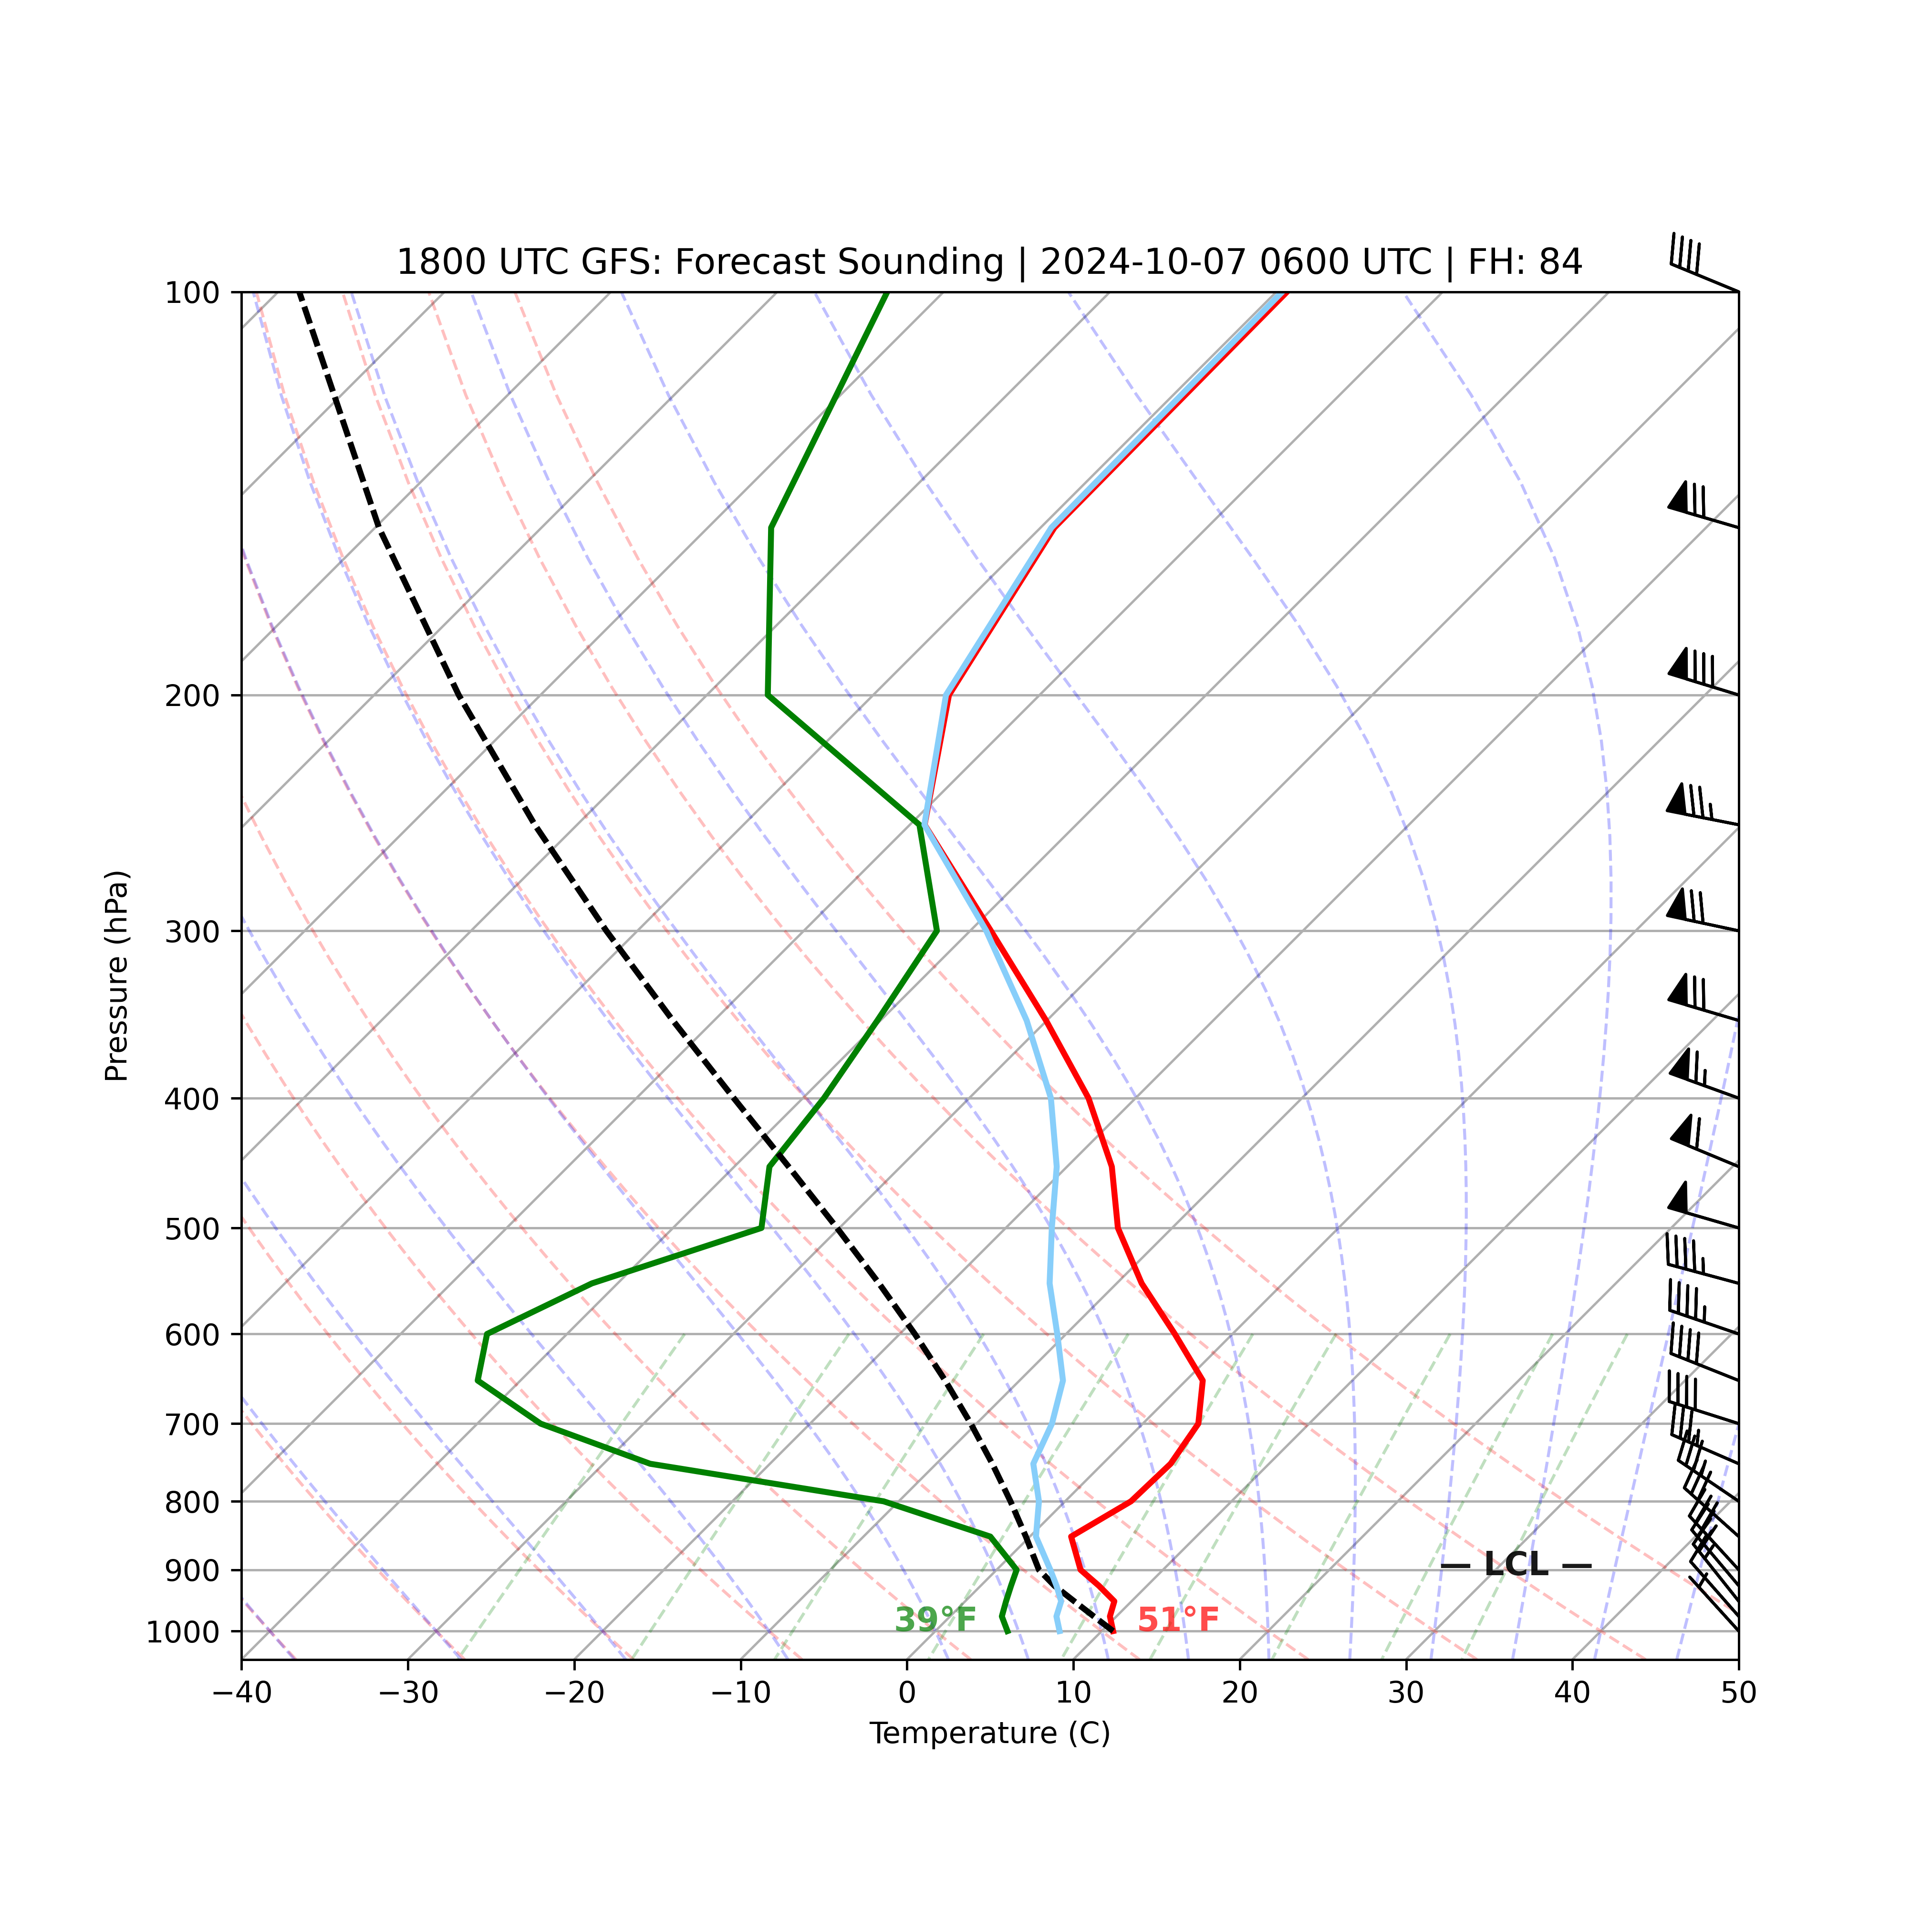 1800 UTC GFS: Forecast Sounding | 2024-10-07 0600 UTC | FH: 84
100
200
300
400
500
600
700
800
900
1000
Pressure (hPa)
— LCL —
39°F
51°F
−40 −30 −20 −10 0 10 20 30 40 50
Temperature (C)